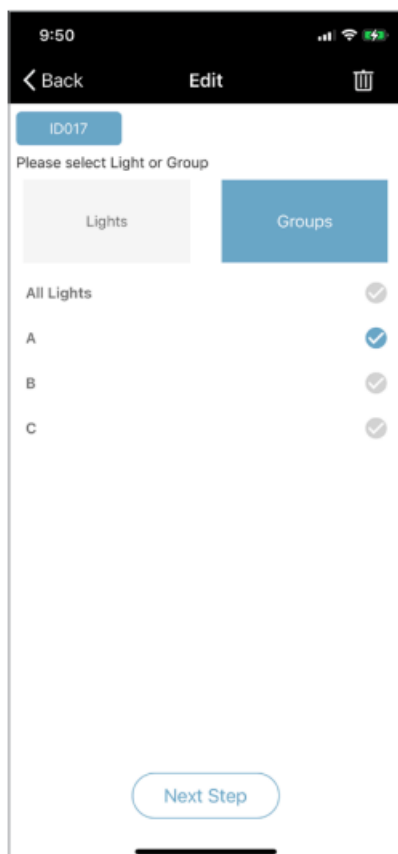 9:50
Back Edit
ID017
Please select Light or Group
Lights Groups
All Lights
A
B
C
Next Step